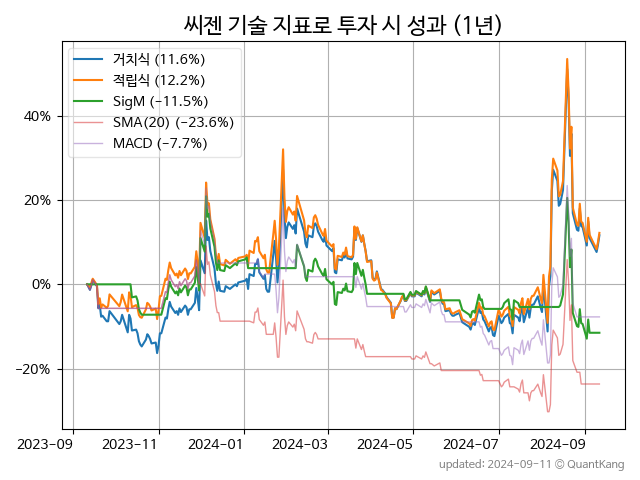 씨젠 기술 지표로 투자 시 성과 (1년)
거치식 (11.6%)
적립식 (12.2%)
SigM (−11.5%)
SMA(20) (−23.6%)
MACD (−7.7%)
40%
20%
0%
−20%
2023-09 2023-11 2024-01 2024-03 2024-05 2024-07 2024-09
updated: 2024-09-11 © QuantKang